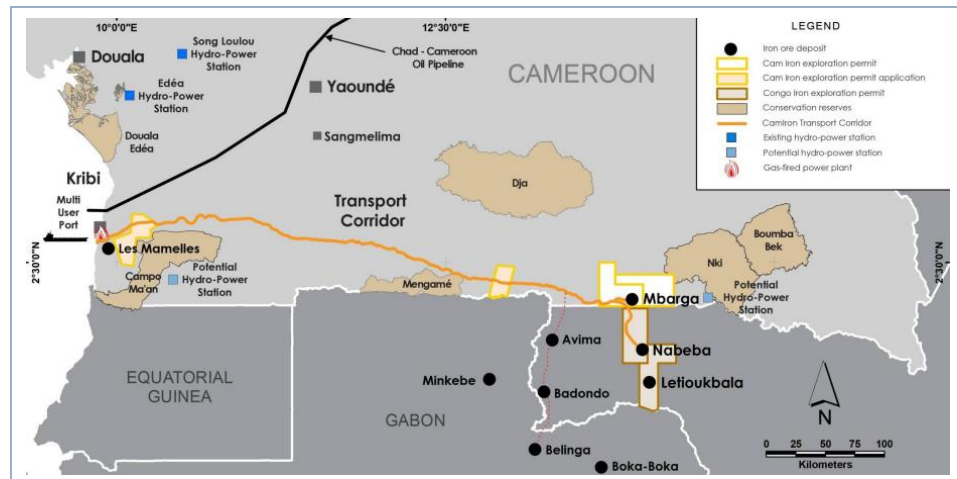 10°0'0"E
12°30'0"E
LEGEND
Iron ore deposit
Cam Iron exploration permit
Cam Iron exploration permit application
Congo Iron exploration permit
Conservation reserves
CamIron Transport Corridor
Existing hydro-power station
Potential hydro-power station
Gas-fired power plant
Douala
Song Loulou
Hydro-Power
Station
Chad - Cameroon
Oil Pipeline
CAMEROON
Edéa
Hydro-Power
Station
Yaoundé
Douala
Edéa
Sangmelima
Kribi
Dja
Multi
User
Port
Transport
Corridor
Boumba
Bek
2°30'0"N
Les Mamelles
Nki
2°30'0"N
Campo
Ma'an
Potential
Hydro-Power
Station
Mengamé
Mbarga
Potential
Hydro-Power
Station
Avima
Nabeba
EQUATORIAL
GUINEA
Minkebe
Badondo
Letioukbala
GABON
N
Belinga
Boka-Boka
0 25 50 75 100
Kilometers